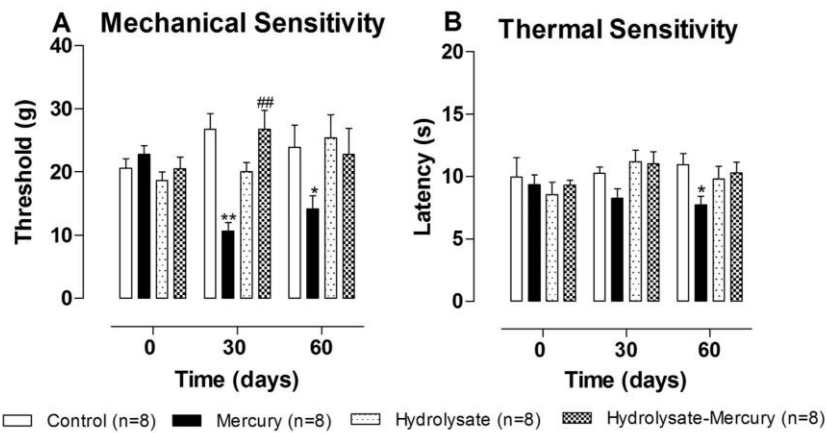 A Mechanical Sensitivity
Threshold (g)
40
30
20
10
0
**
##
*
0 30 60
Time (days)
B Thermal Sensitivity
Latency (s)
20
15
10
5
0
*
0 30 60
Time (days)
Control (n=8) Mercury (n=8) Hydrolysate (n=8) Hydrolysate-Mercury (n=8)